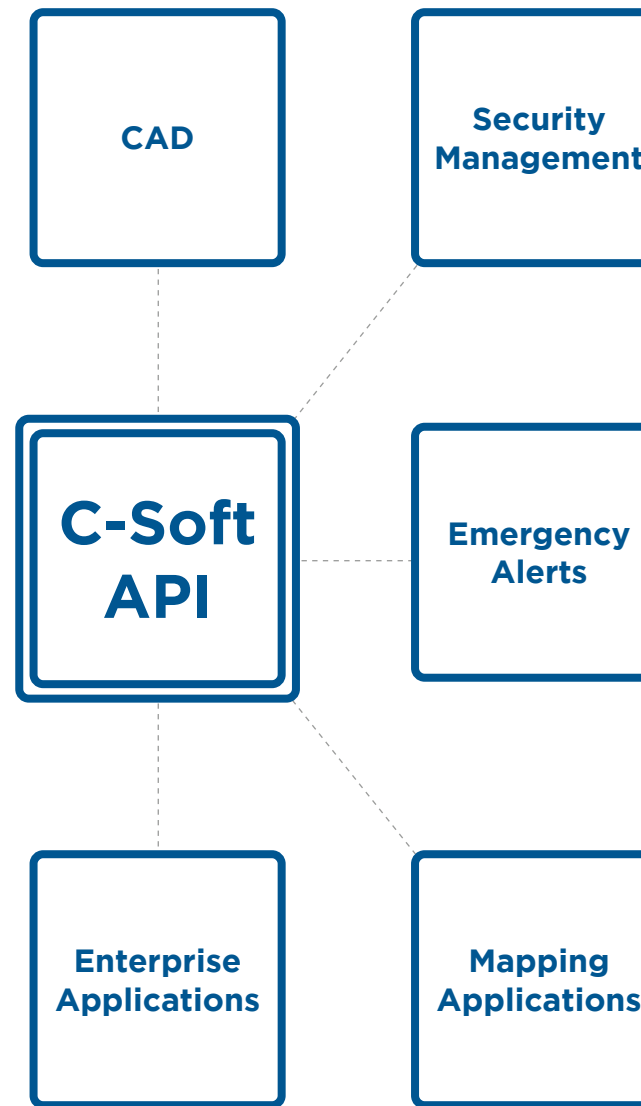 CAD
Security
Management
C-Soft
API
Emergency
Alerts
Enterprise
Applications
Mapping
Applications